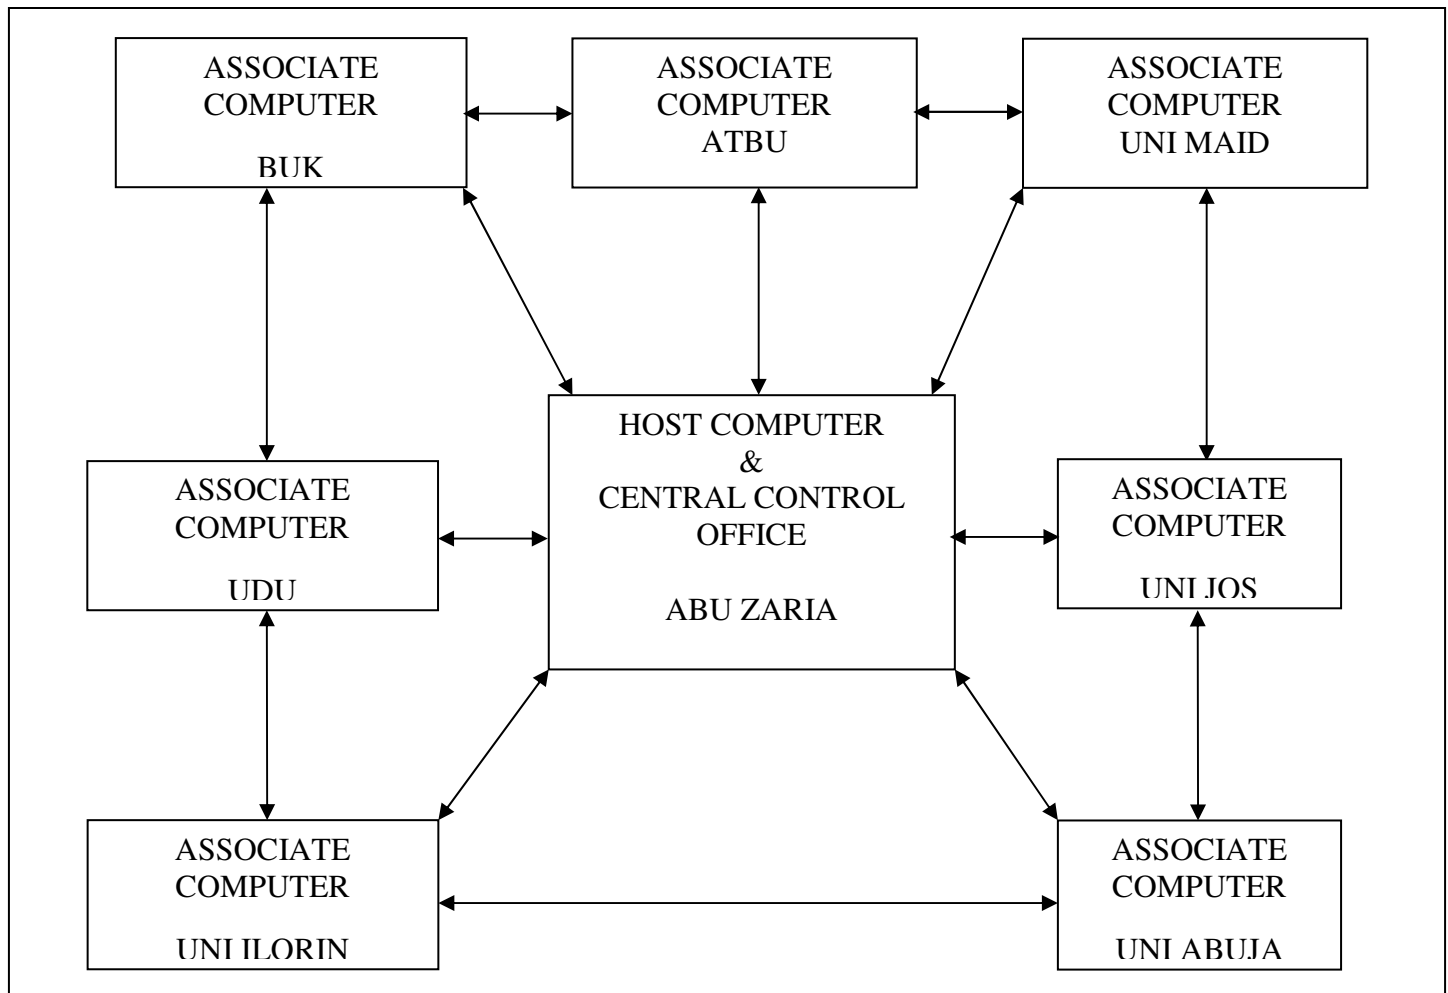 ASSOCIATE
COMPUTER
BUK
ASSOCIATE
COMPUTER
ATBU
ASSOCIATE
COMPUTER
UNI MAID
ASSOCIATE
COMPUTER
UDU
HOST COMPUTER
&
CENTRAL CONTROL
OFFICE
ABU ZARIA
ASSOCIATE
COMPUTER
UNI JOS
ASSOCIATE
COMPUTER
UNI ILORIN
ASSOCIATE
COMPUTER
UNI ABUJA